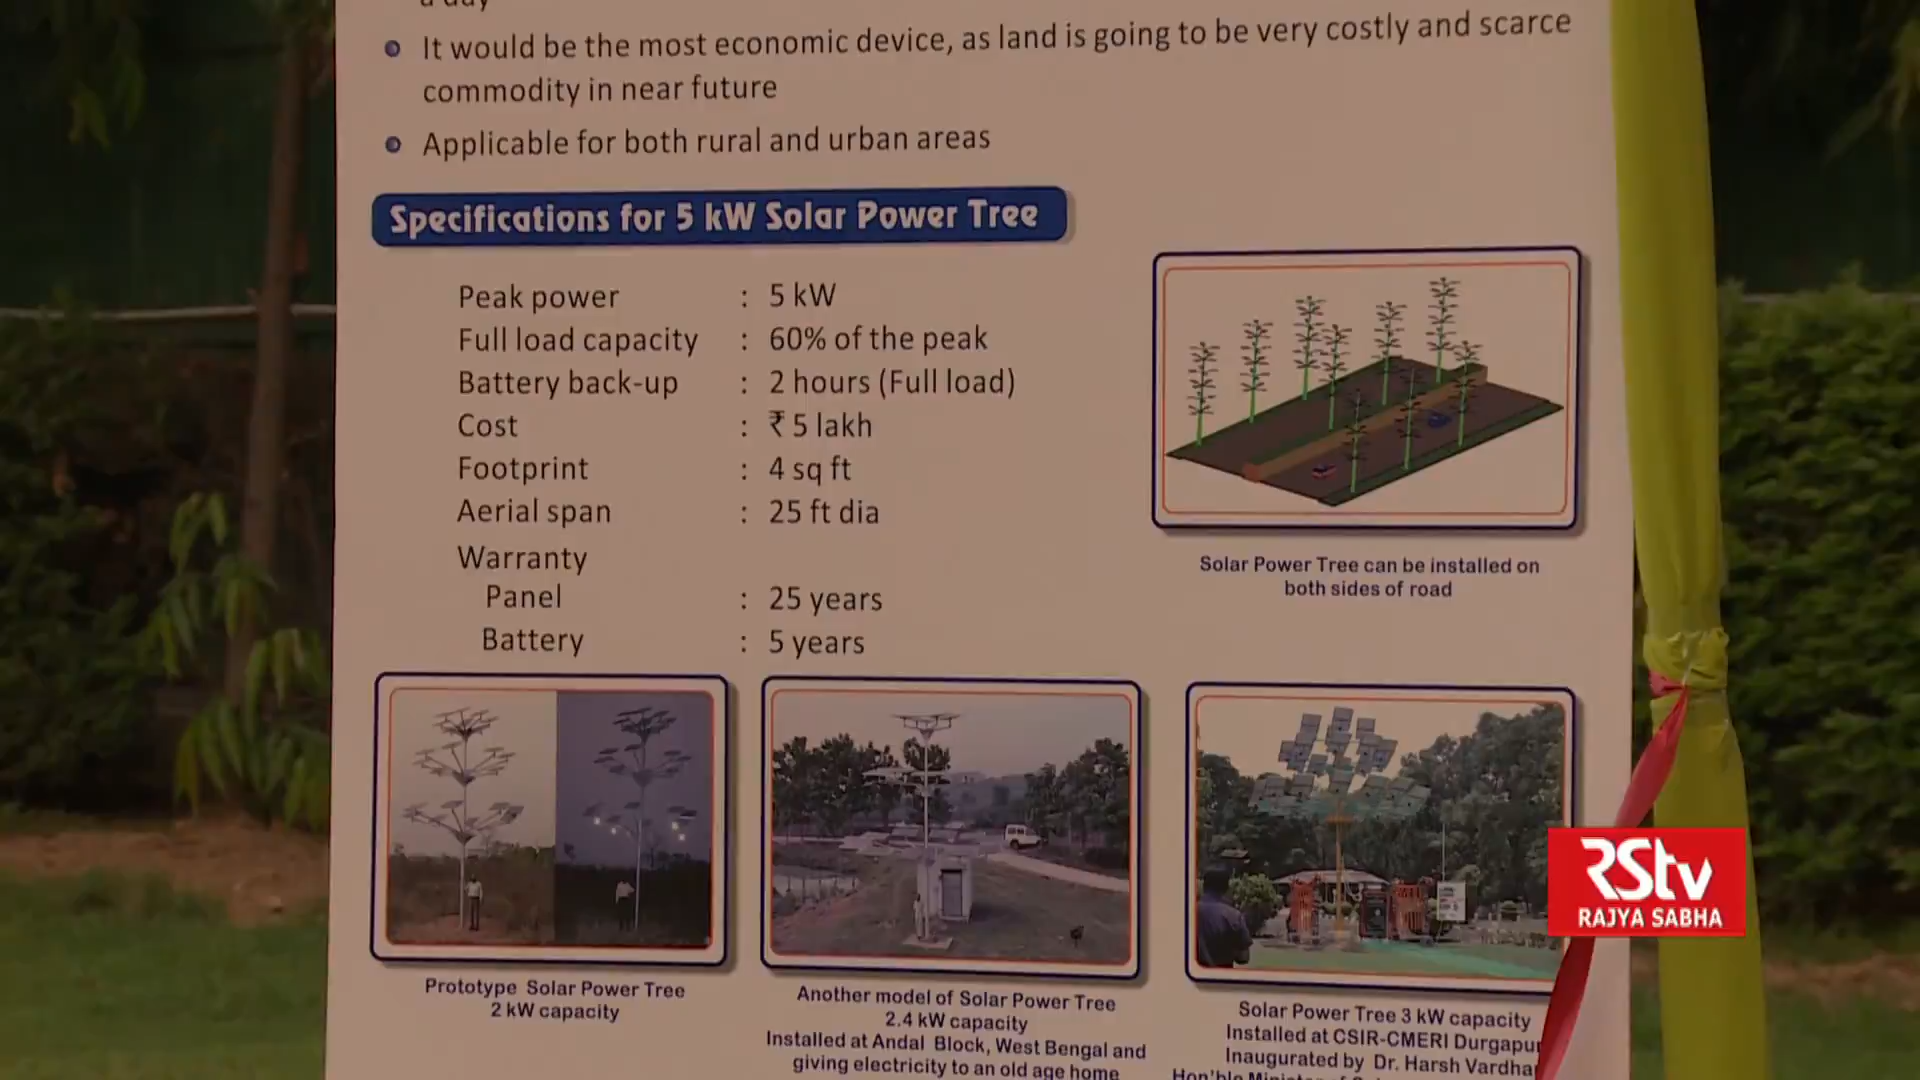 a day
It would be the most economic device, as land is going to be very costly and scarce
commodity in near future
Applicable for both rural and urban areas
Specifications for 5 kW Solar Power Tree
Peak power : 5 kW
Full load capacity : 60% of the peak
Battery back-up : 2 hours (Full load)
Cost : ₹ 5 lakh
Footprint : 4 sq ft
Aerial span : 25 ft dia
Warranty
Panel : 25 years
Battery : 5 years
Solar Power Tree can be installed on
both sides of road
Prototype Solar Power Tree
2 kW capacity
Another model of Solar Power Tree
2.4 kW capacity
Installed at Andal Block, West Bengal and
giving electricity to an old age home
Solar Power Tree 3 kW capacity
Installed at CSIR-CMERI Durgapur
Inaugurated by Dr. Harsh Vardha
Hon'ble
RSTV
RAJYA SABHA